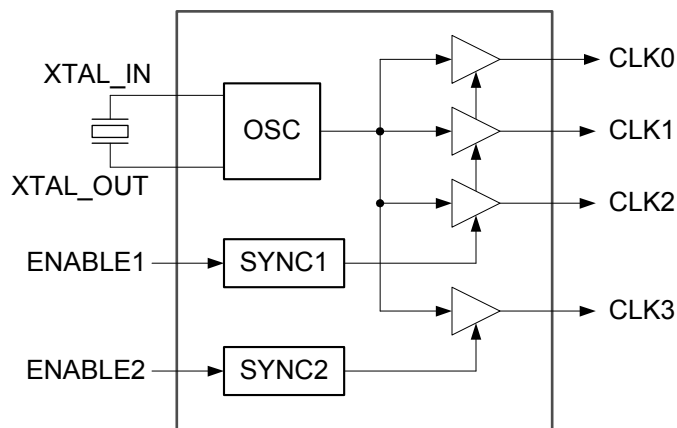 CLK0
XTAL_IN
OSC
CLK1
XTAL_OUT
CLK2
ENABLE1
SYNC1
CLK3
ENABLE2
SYNC2